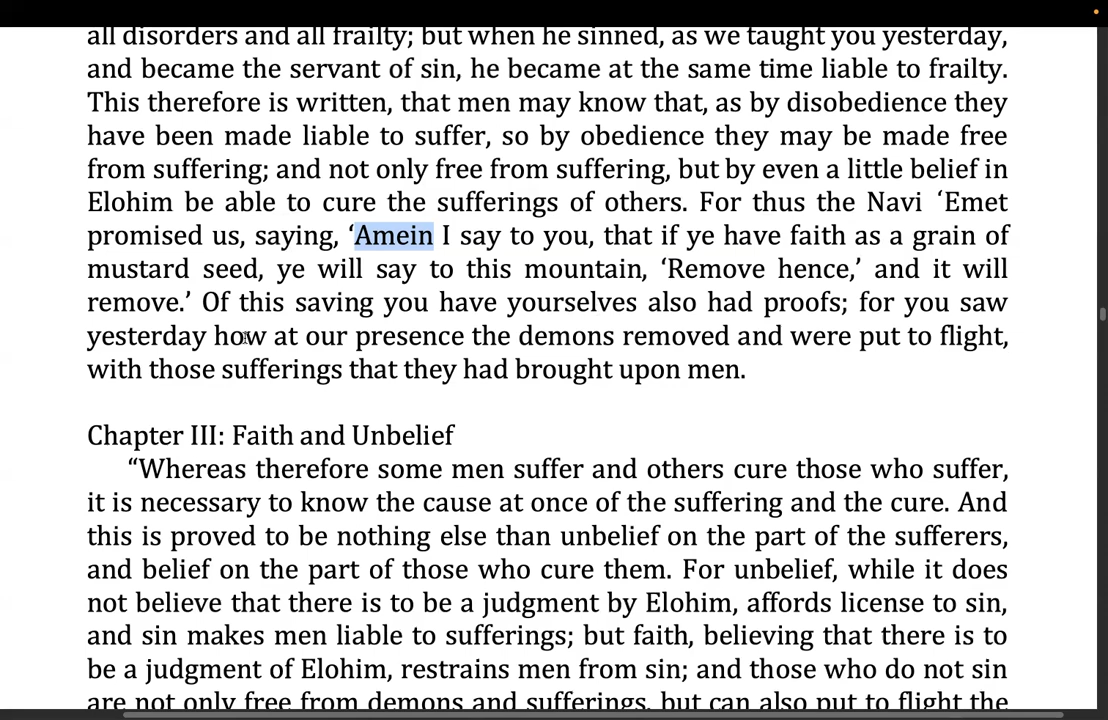 all disorders and all frailty; but when he sinned, as we taught you yesterday,
and became the servant of sin, he became at the same time liable to frailty.
This therefore is written, that men may know that, as by disobedience they
have been made liable to suffer, so by obedience they may be made free
from suffering; and not only free from suffering, but by even a little belief in
Elohim be able to cure the sufferings of others. For thus the Navi ‘Emet
promised us, saying, ‘Amein I say to you, that if ye have faith as a grain of
mustard seed, ye will say to this mountain, ‘Remove hence,’ and it will
remove.’ Of this saving you have yourselves also had proofs; for you saw
yesterday how at our presence the demons removed and were put to flight,
with those sufferings that they had brought upon men.
Chapter III: Faith and Unbelief
“Whereas therefore some men suffer and others cure those who suffer,
it is necessary to know the cause at once of the suffering and the cure. And
this is proved to be nothing else than unbelief on the part of the sufferers,
and belief on the part of those who cure them. For unbelief, while it does
not believe that there is to be a judgment by Elohim, affords license to sin,
and sin makes men liable to sufferings; but faith, believing that there is to
be a judgment of Elohim, restrains men from sin; and those who do not sin
are not only free from demons and sufferings, but can also put to flight the